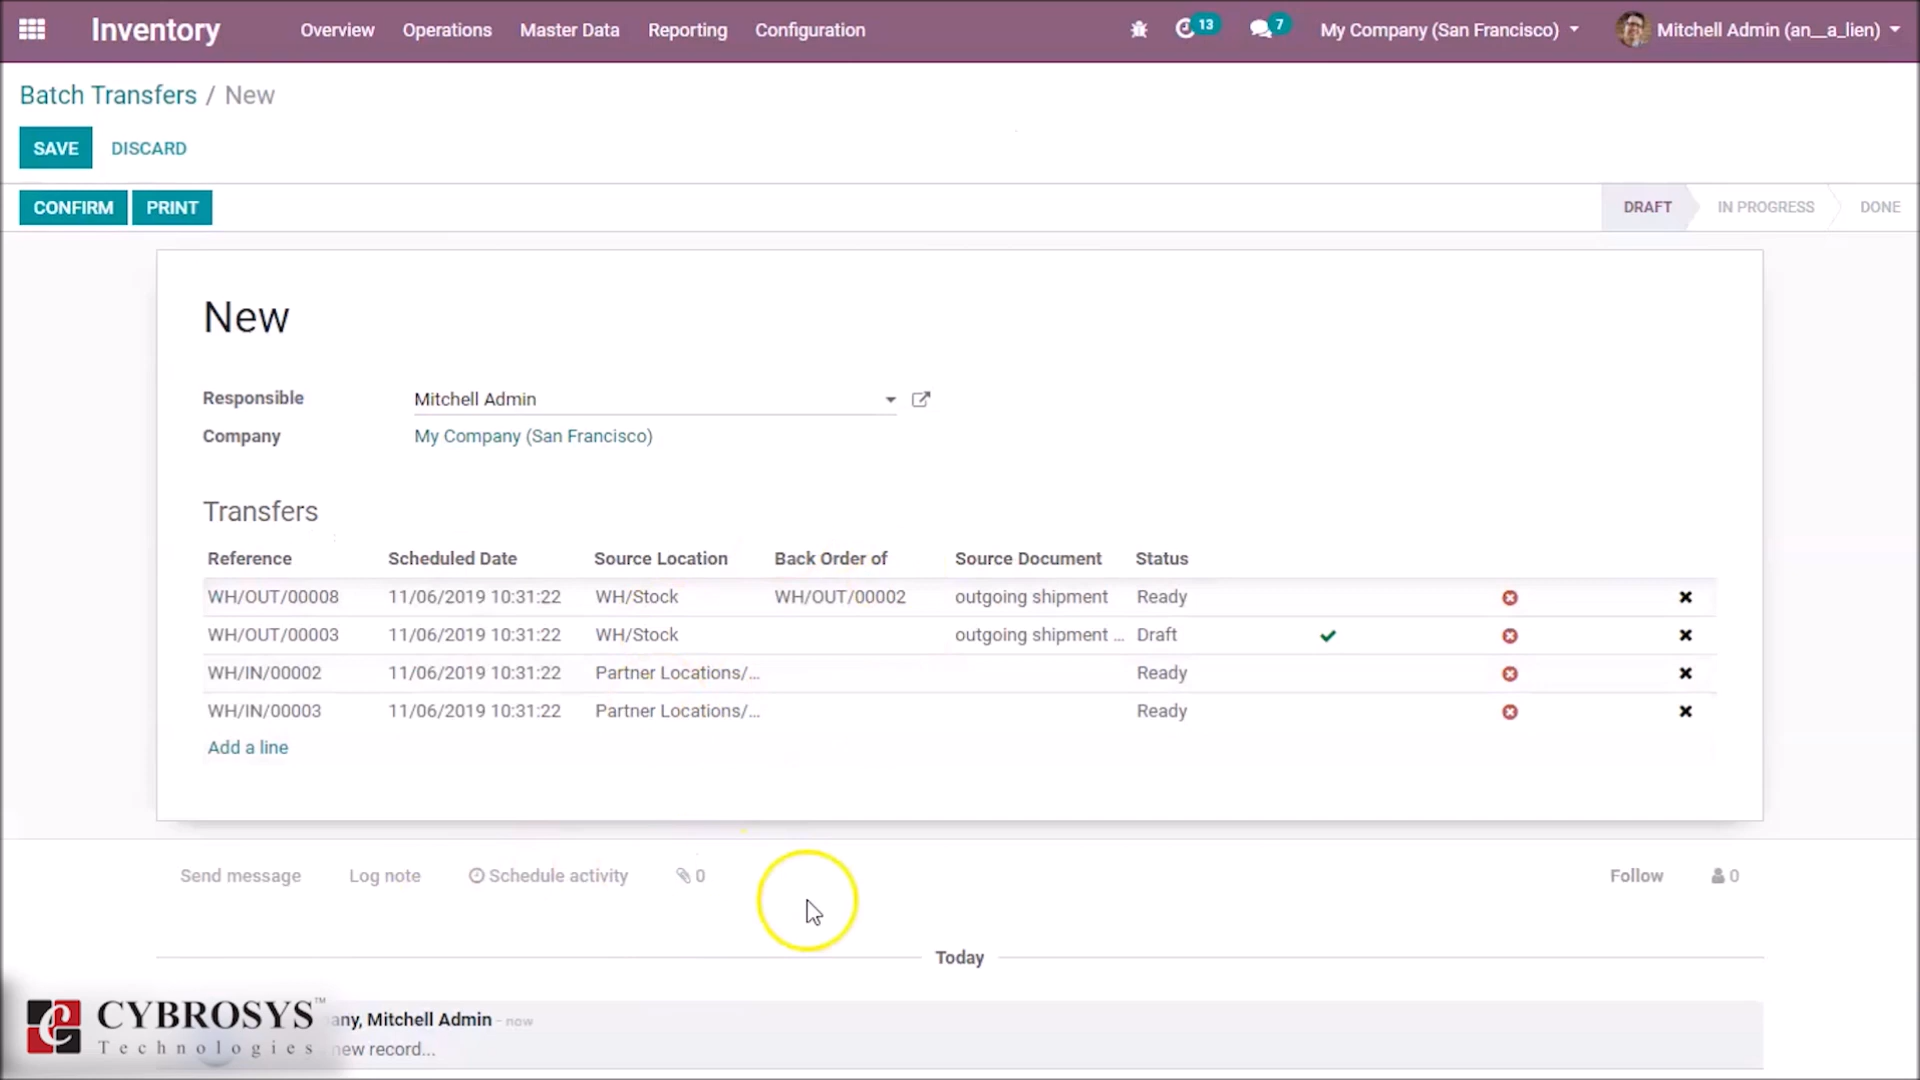 Inventory Overview Operations Master Data Reporting Configuration 13 7 My Company (San Francisco) Mitchell Admin (an__a_lien)
Batch Transfers / New
SAVE DISCARD
CONFIRM PRINT DRAFT IN PROGRESS DONE
New
Responsible Mitchell Admin
Company My Company (San Francisco)
Transfers
Reference Scheduled Date Source Location Back Order of Source Document Status
WH/OUT/00008 11/06/2019 10:31:22 WH/Stock WH/OUT/00002 outgoing shipment Ready
WH/OUT/00003 11/06/2019 10:31:22 WH/Stock outgoing shipment ... Draft
WH/IN/00002 11/06/2019 10:31:22 Partner Locations/... Ready
WH/IN/00003 11/06/2019 10:31:22 Partner Locations/... Ready
Add a line
Send message Log note Schedule activity 0 Follow 0
Today
any, Mitchell Admin - now
new record...
CYBROSYS™
Technologies